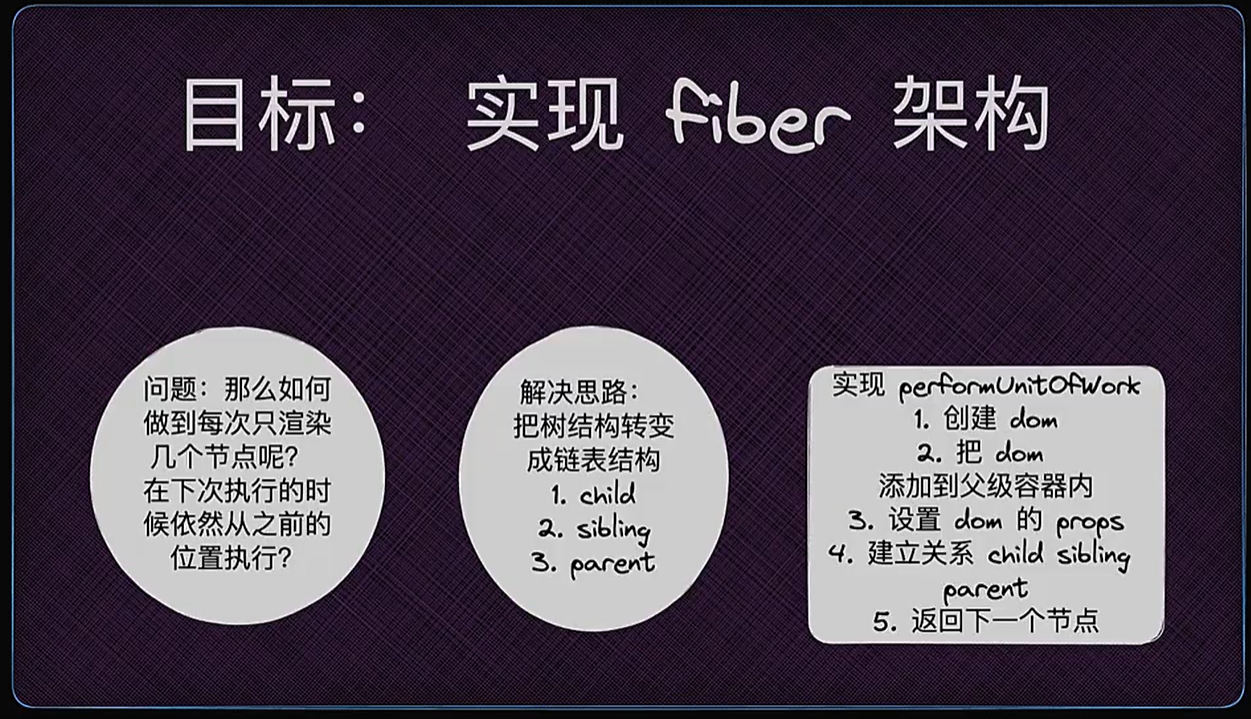 目标： 实现 fiber 架构
问题：那么如何
做到每次只渲染
几个节点呢？
在下次执行的时
候依然从之前的
位置执行？
解决思路：
把树结构转变
成链表结构
1. child
2. sibling
3. parent
实现 performUnitOfWork
1. 创建 dom
2. 把 dom
添加到父级容器内
3. 设置 dom 的 props
4. 建立关系 child sibling
parent
5. 返回下一个节点